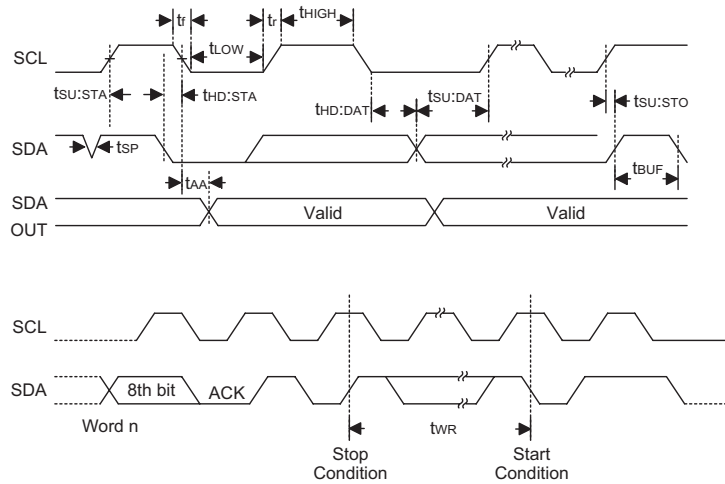 tf
tr
tHIGH
SCL
tLOW
tSU:STA
tHD:STA
tHD:DAT
tSU:DAT
tSU:STO
SDA
tSP
tBUF
tAA
SDA
OUT
Valid
Valid
SCL
SDA
8th bit
ACK
Word n
tWR
Stop
Condition
Start
Condition